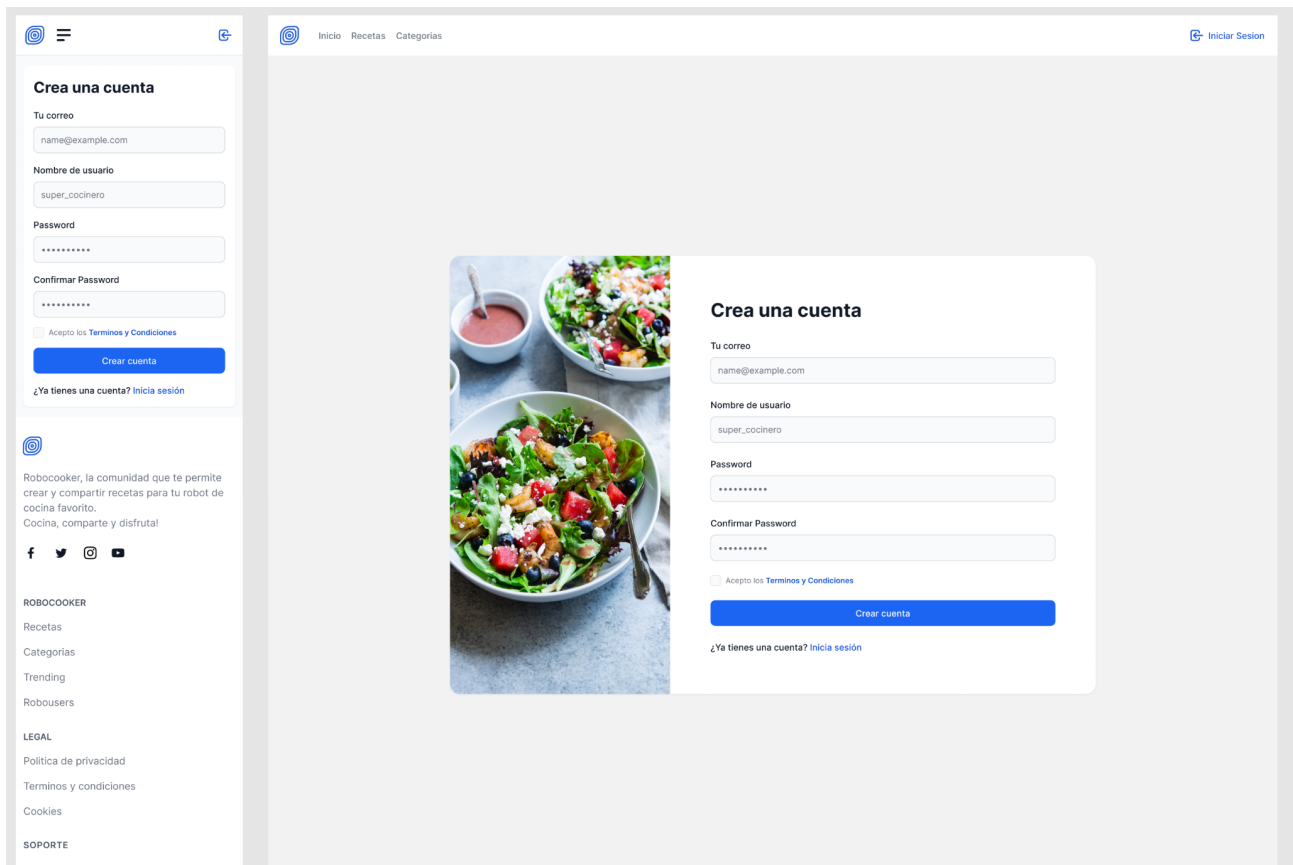 Crea una cuenta
Tu correo
name@example.com
Nombre de usuario
super_cocinero
Password
••••••••••
Confirmar Password
••••••••••
Acepto los Terminos y Condiciones
Crear cuenta
¿Ya tienes una cuenta? Inicia sesión
Robocooker, la comunidad que te permite
crear y compartir recetas para tu robot de
cocina favorito.
Cocina, comparte y disfruta!
ROBOCOOKER
Recetas
Categorias
Trending
Robousers
LEGAL
Politica de privacidad
Terminos y condiciones
Cookies
SOPORTE
Inicio Recetas Categorias
Iniciar Sesion
Crea una cuenta
Tu correo
name@example.com
Nombre de usuario
super_cocinero
Password
••••••••••
Confirmar Password
••••••••••
Acepto los Terminos y Condiciones
Crear cuenta
¿Ya tienes una cuenta? Inicia sesión